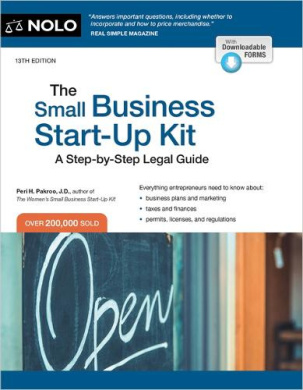 NOLO
"Answers important questions, including whether to
incorporate and how to price merchandise."
REAL SIMPLE MAGAZINE
13TH EDITION
With
Downloadable
FORMS
The
Small Business
Start-Up Kit
A Step-by-Step Legal Guide
Peri H. Pakroo, J.D., author of
The Women's Small Business Start-Up Kit
Everything entrepreneurs need to know about:
• business plans and marketing
• taxes and finances
• permits, licenses, and regulations
OVER 200,000 SOLD
Open